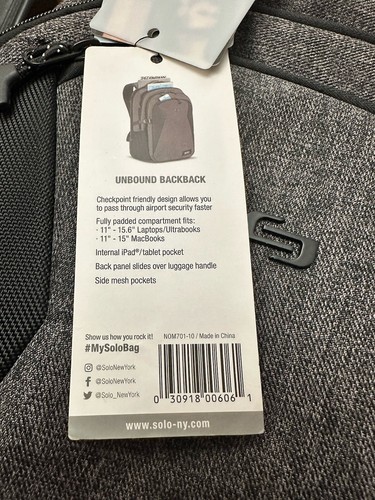 UNBOUND BACKBACK
Checkpoint friendly design allows you
to pass through airport security faster
Fully padded compartment fits:
· 11" - 15.6" Laptops/Ultrabooks
· 11" - 15" MacBooks
Internal iPad®/tablet pocket
Back panel slides over luggage handle
Side mesh pockets
Show us how you rock it!
#MySoloBag
@SoloNewYork
@SoloNewYork
@Solo_NewYork
NOM701-10 / Made in China
0 30918 00606 1
www.solo-ny.com